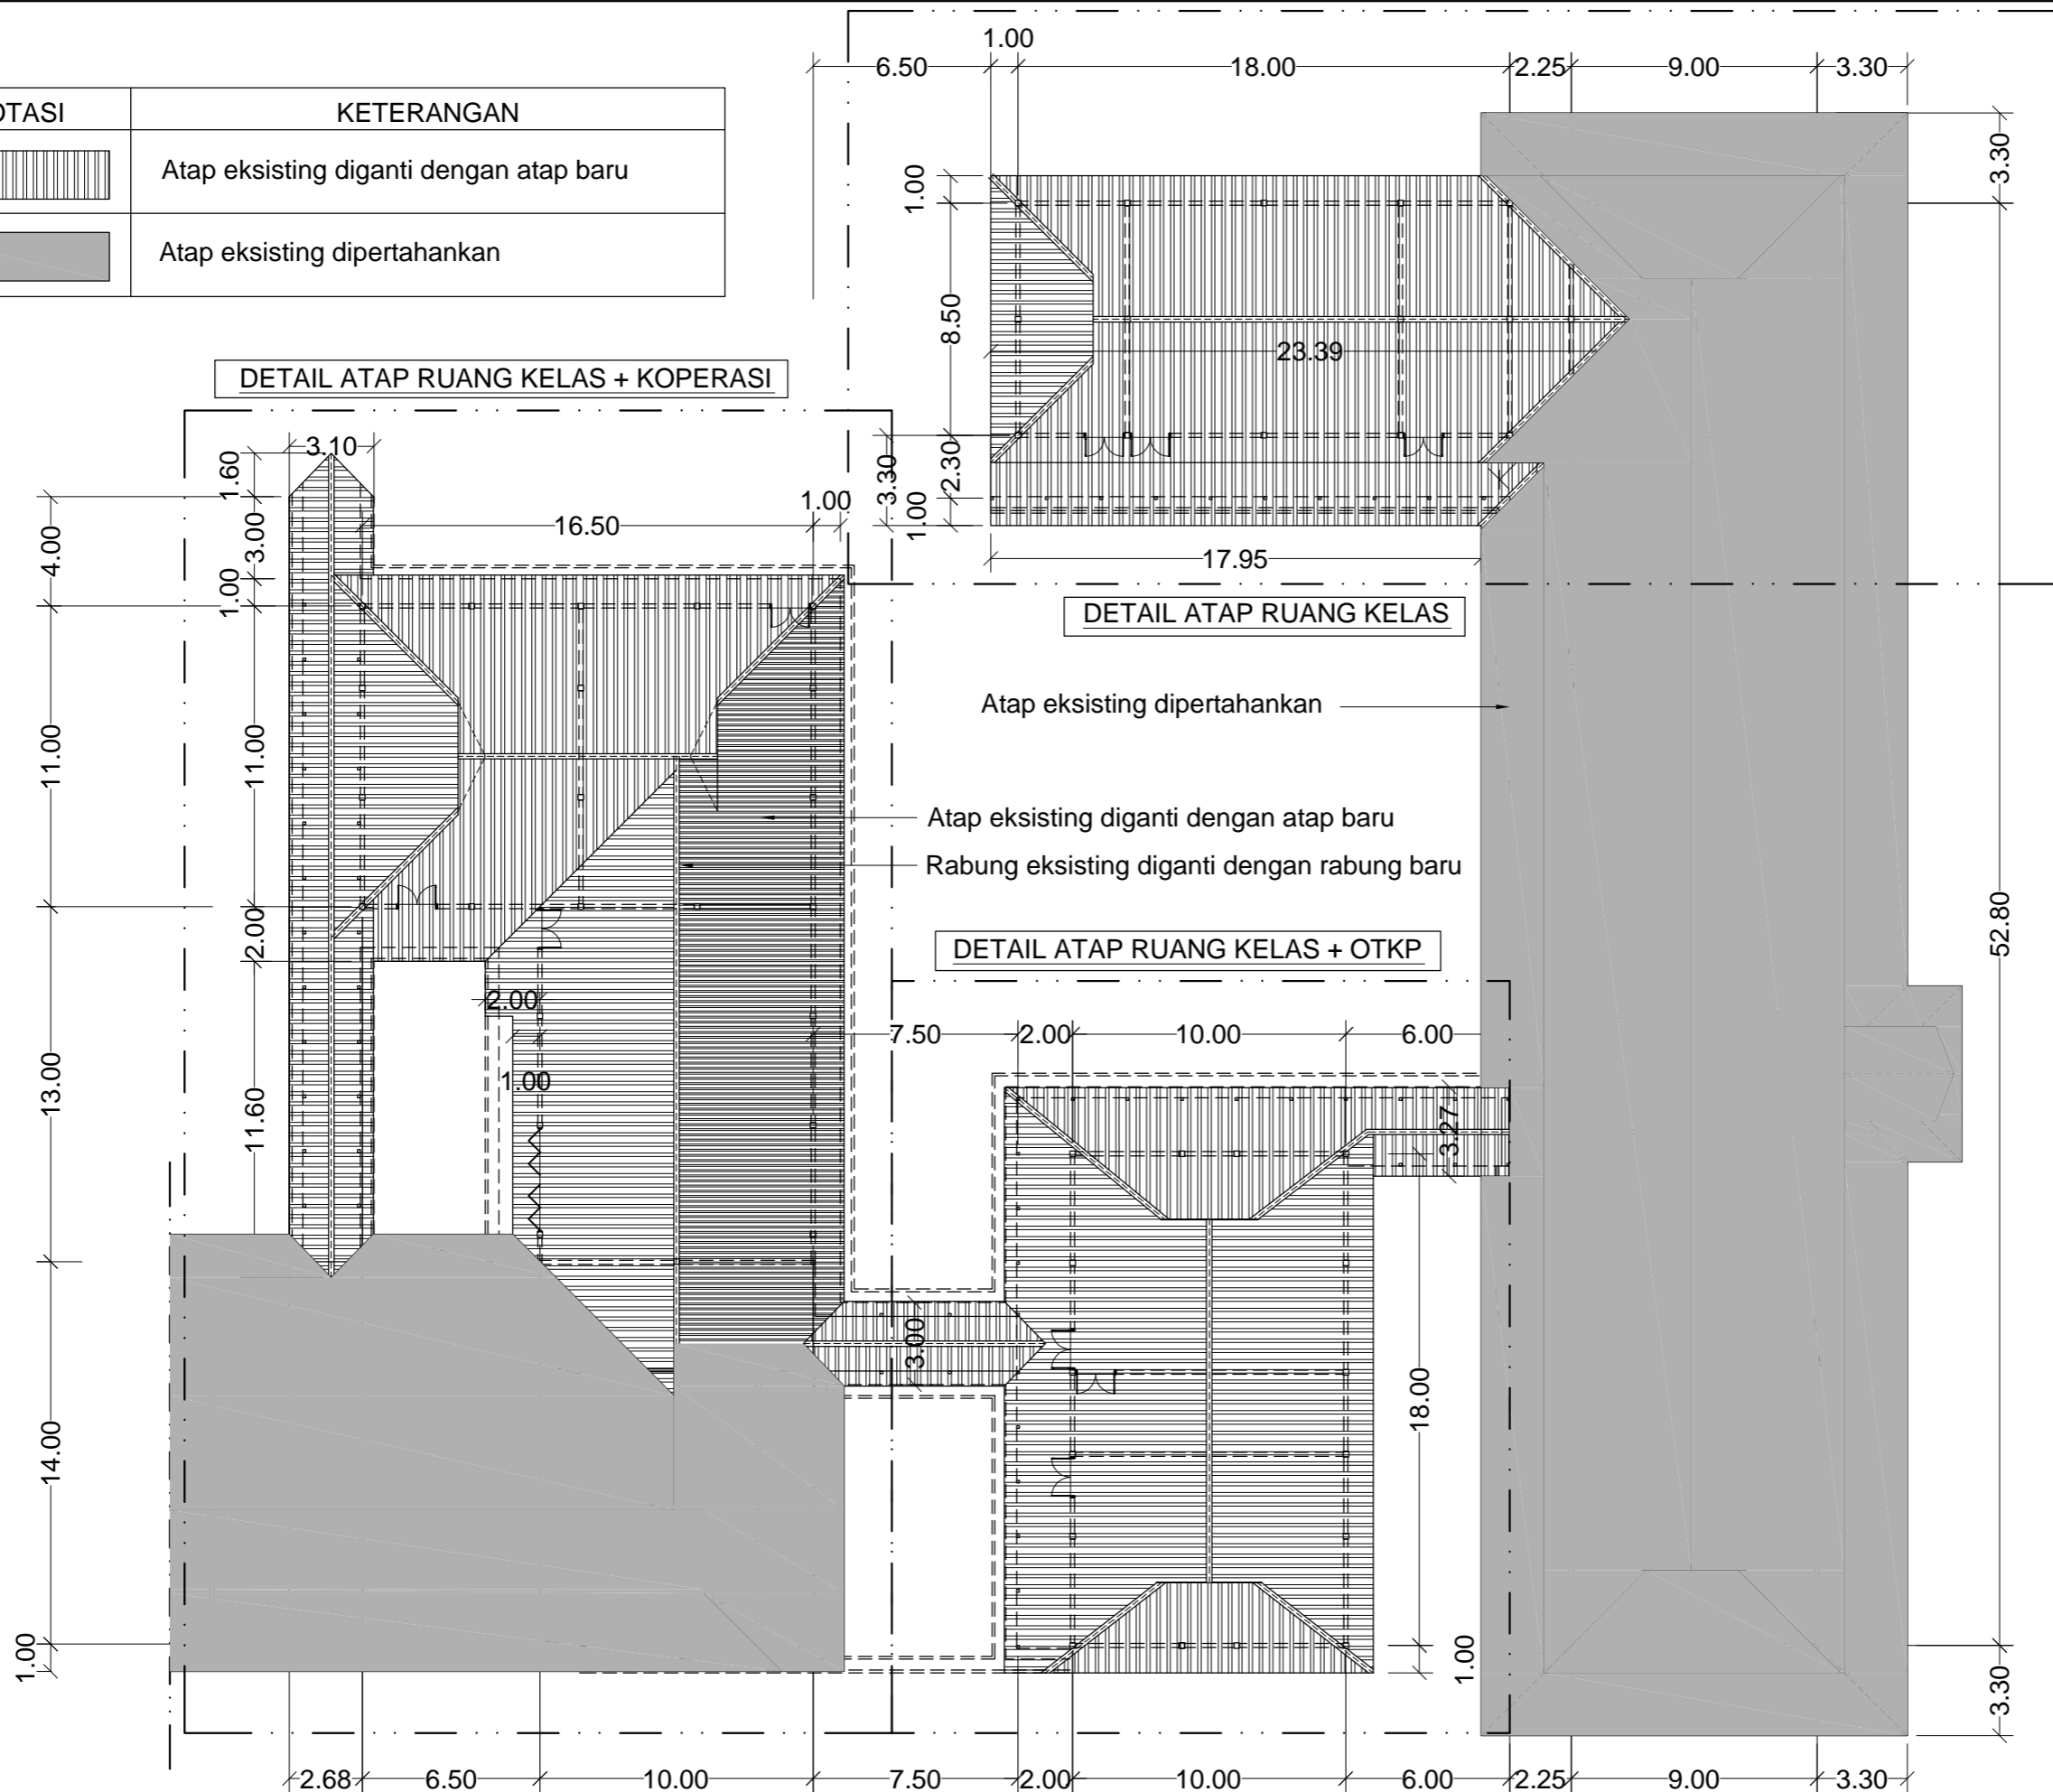 1.00
6.50 18.00 2.25 9.00 3.30
OTASI KETERANGAN
Atap eksisting diganti dengan atap baru
Atap eksisting dipertahankan
3.30
1.00
8.50
23.39
DETAIL ATAP RUANG KELAS + KOPERASI
3.10
1.60
3.30
2.30
1.00
1.00
16.50
4.00
3.00
1.00
17.95
DETAIL ATAP RUANG KELAS
Atap eksisting dipertahankan
11.00
11.00
Atap eksisting diganti dengan atap baru
Rabung eksisting diganti dengan rabung baru
2.00
52.80
DETAIL ATAP RUANG KELAS + OTKP
2.00
7.50 2.00 10.00 6.00
1.00
13.00
11.60
3.27
3.00
18.00
14.00
1.00
1.00
3.30
2.68 6.50 10.00 7.50 2.00 10.00 6.00 2.25 9.00 3.30